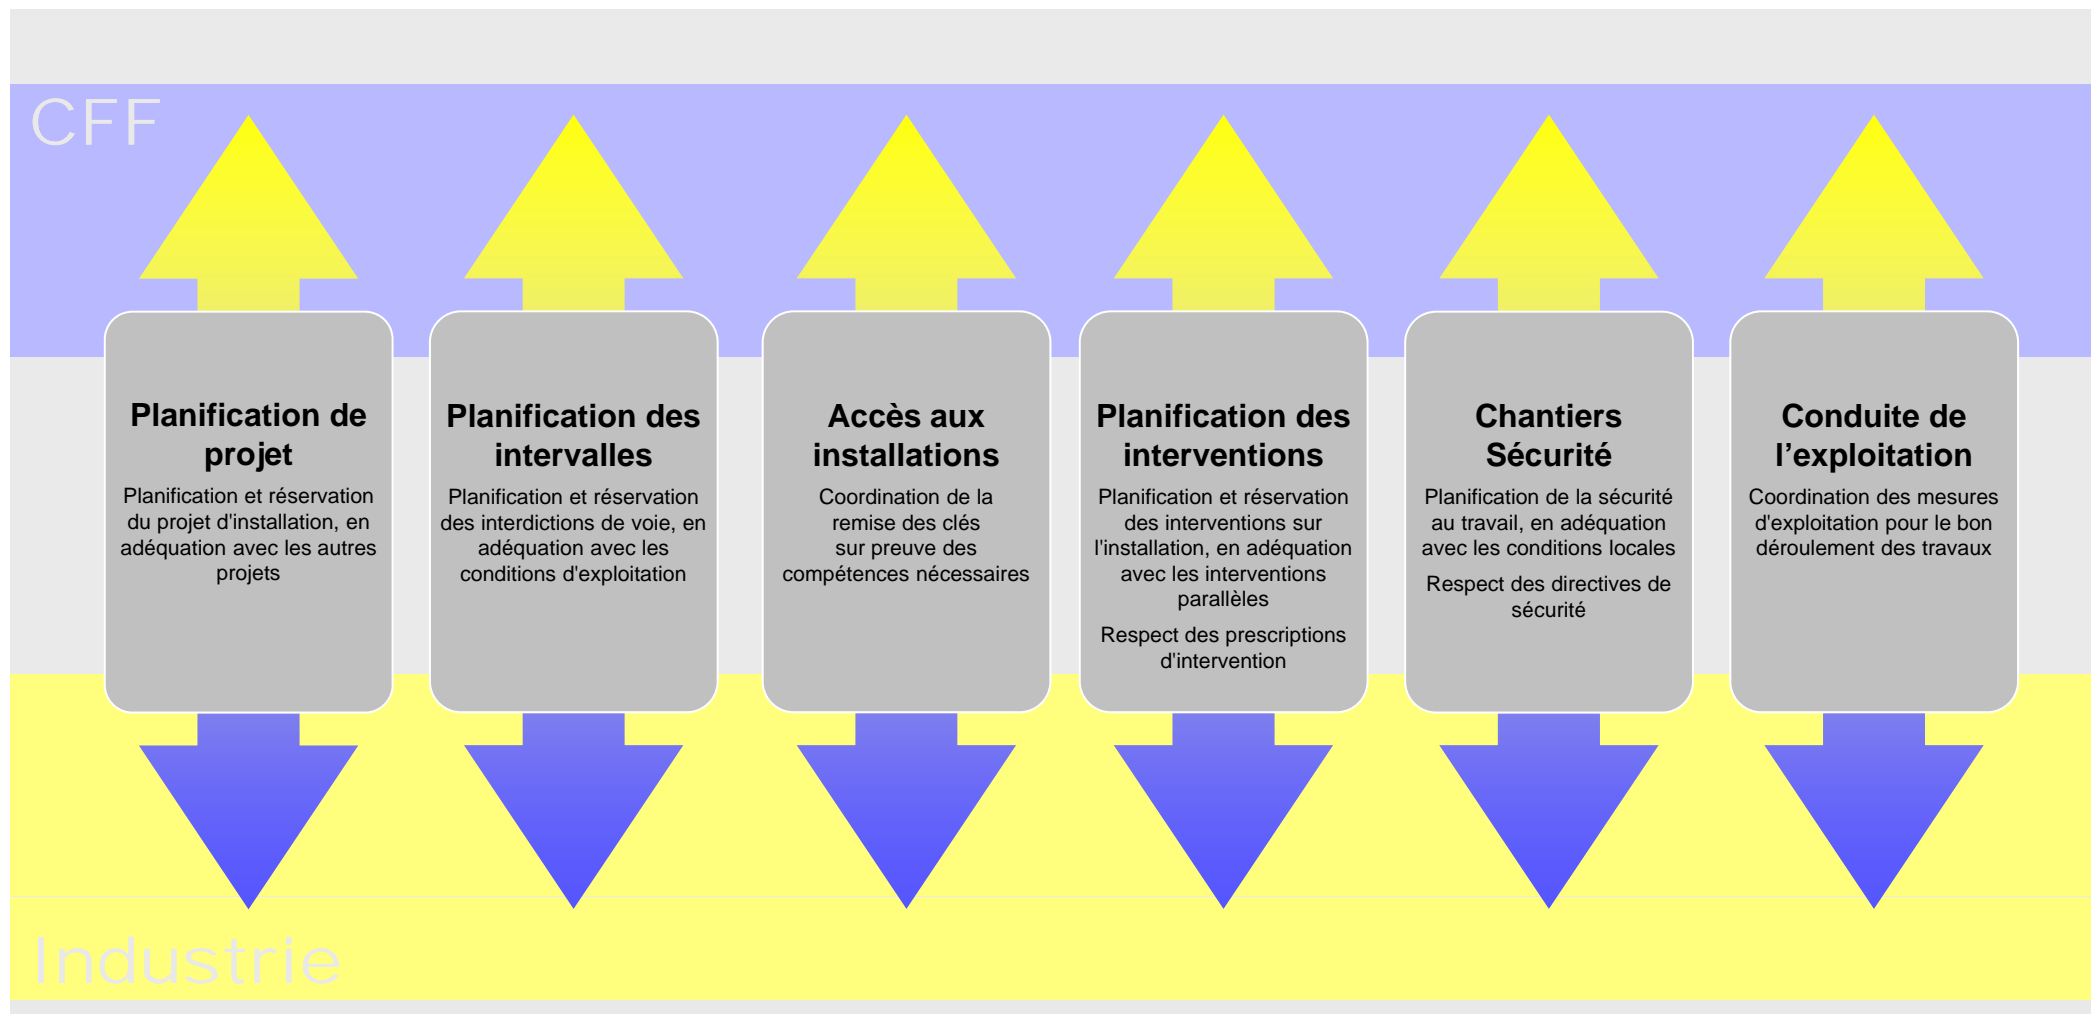 CFF
Planification de
projet
Planification et réservation
du projet d'installation, en
adéquation avec les autres
projets
Planification des
intervalles
Planification et réservation
des interdictions de voie, en
adéquation avec les
conditions d'exploitation
Accès aux
installations
Coordination de la
remise des clés
sur preuve des
compétences nécessaires
Planification des
interventions
Planification et réservation
des interventions sur
l'installation, en adéquation
avec les interventions
parallèles
Respect des prescriptions
d'intervention
Chantiers
Sécurité
Planification de la sécurité
au travail, en adéquation
avec les conditions locales
Respect des directives de
sécurité
Conduite de
l’exploitation
Coordination des mesures
d'exploitation pour le bon
déroulement des travaux
Industrie